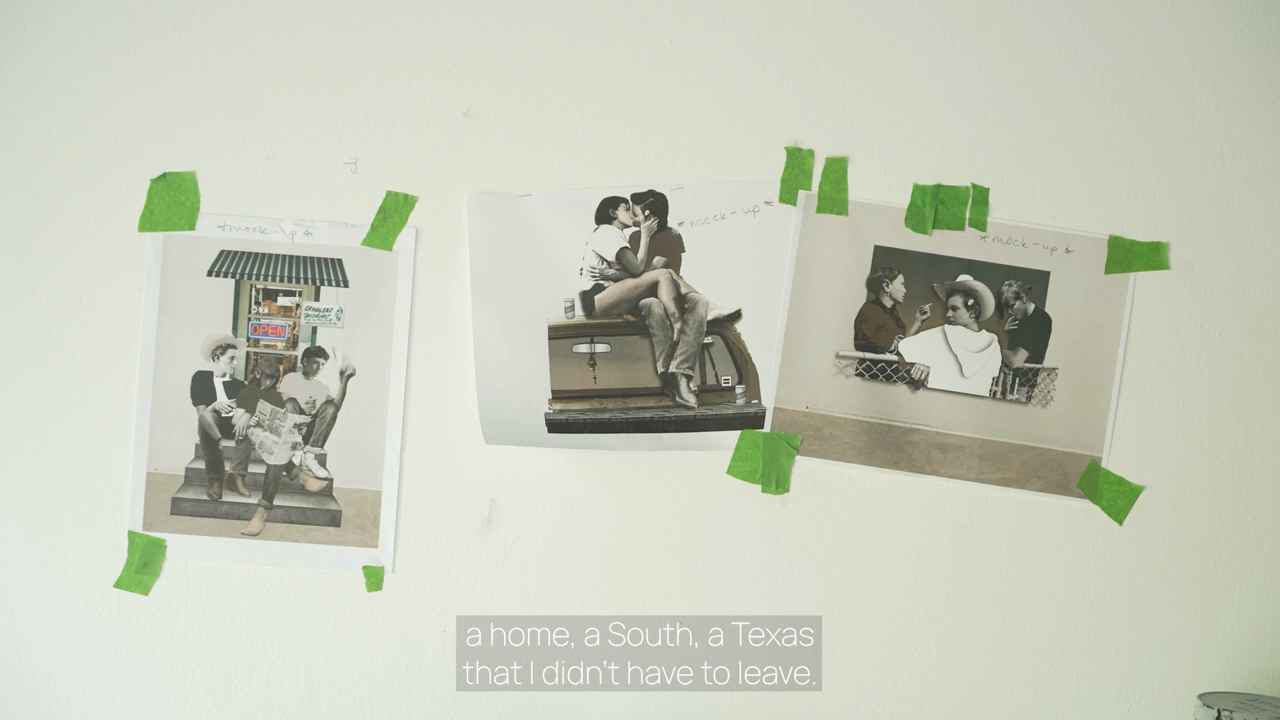 *mock-up*
*mock-up*
*mock-up*
OPEN
a home, a South, a Texas
that I didn't have to leave.